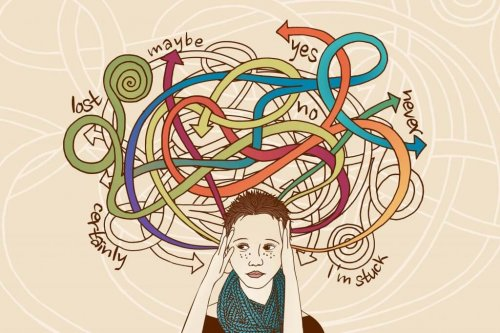 maybe
yes
lost
no
never
certainly
I'm stuck